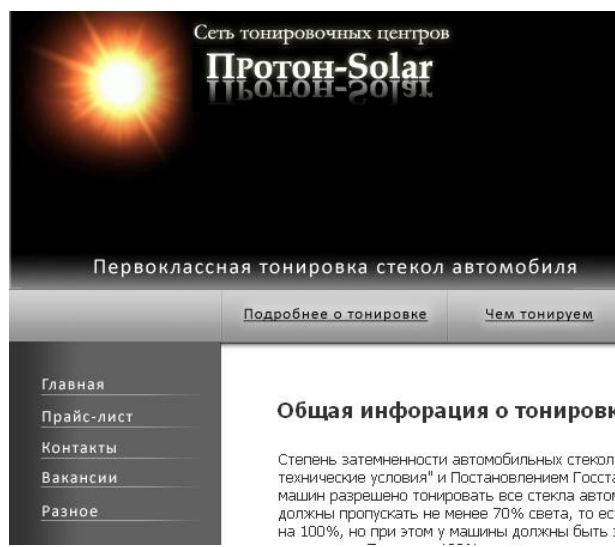 Сеть тонировочных центров
ПРотон-Solar
Первоклассная тонировка стекол автомобиля
Подробнее о тонировке
Чем тонируем
Главная
Прайс-лист
Контакты
Вакансии
Разное
Общая инфорация о тониров
Степень затемненности автомобильных стекол
технические условия" и Постановлением Госста
машин разрешено тонировать все стекла автом
должны пропускать не менее 70% света, то ес
на 100%, но при этом у машины должны быть